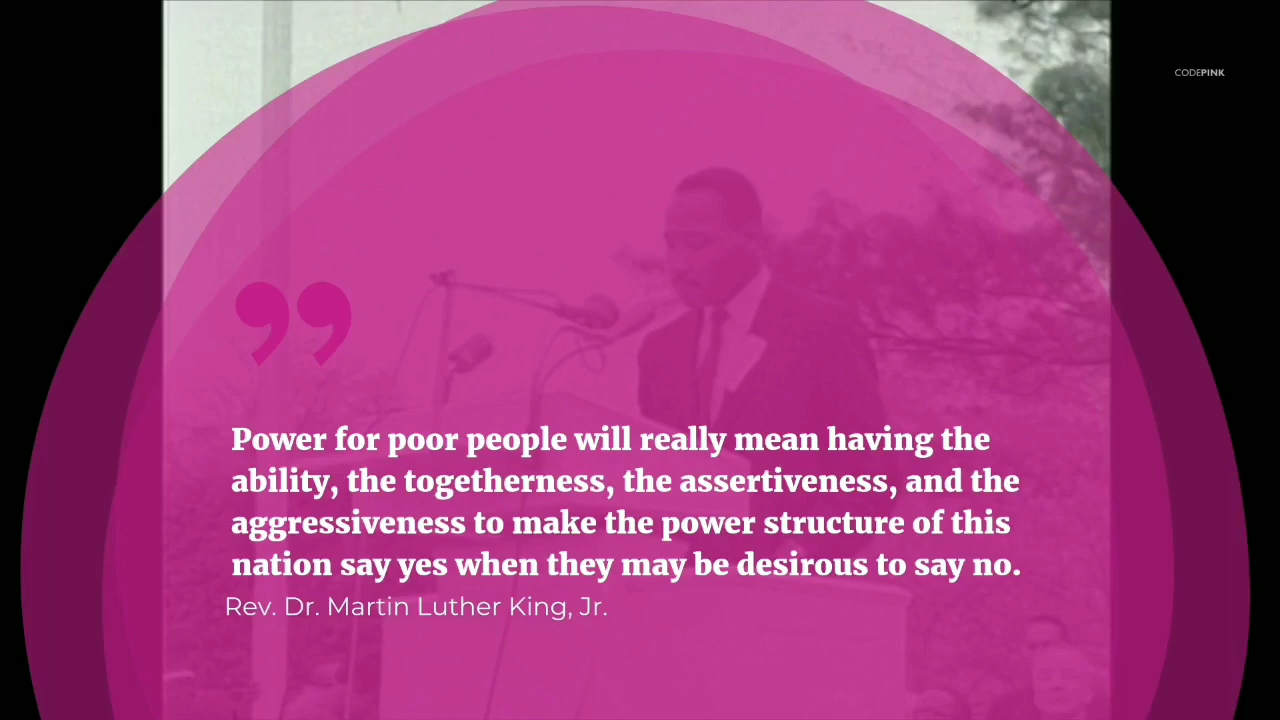 CODEPINK
Power for poor people will really mean having the
ability, the togetherness, the assertiveness, and the
aggressiveness to make the power structure of this
nation say yes when they may be desirous to say no.
Rev. Dr. Martin Luther King, Jr.